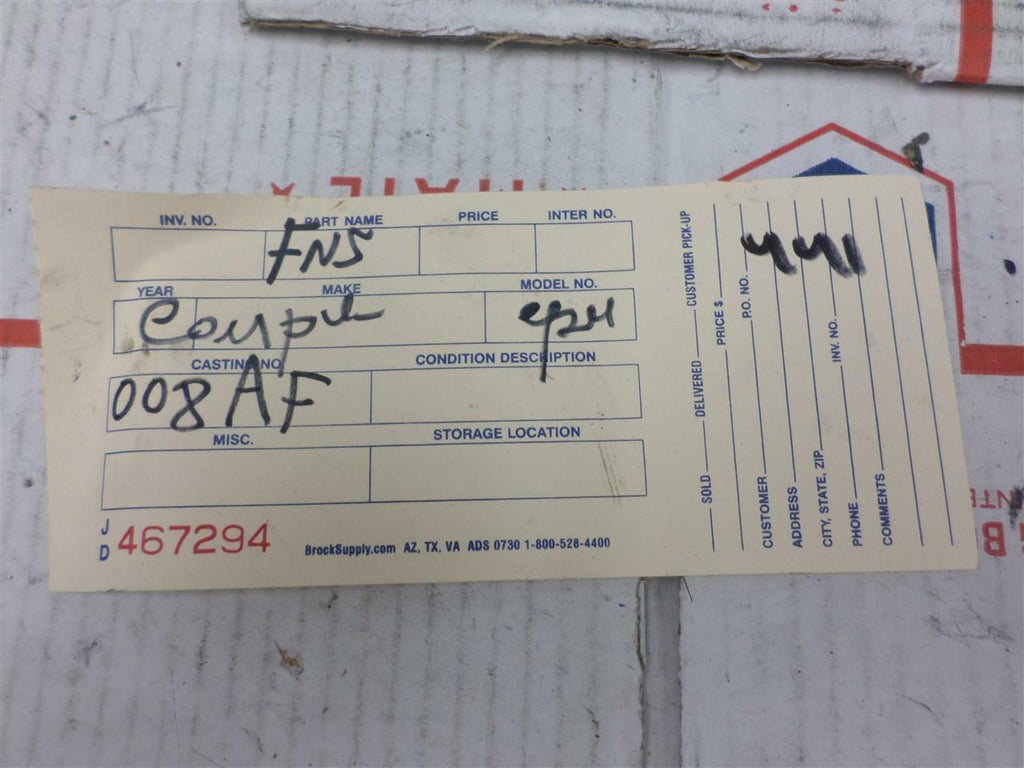 MAIL
INV. NO. PART NAME PRICE INTER NO.
FNS
YEAR MAKE MODEL NO.
CASTING NO. CONDITION DESCRIPTION
008AF
MISC. STORAGE LOCATION
JD 467294
BrockSupply.com AZ, TX, VA ADS 0730 1-800-528-4400
SOLD DELIVERED CUSTOMER PICK-UP
PRICE $
P.O. NO.
CUSTOMER
441
ADDRESS
CITY, STATE, ZIP INV. NO.
PHONE
COMMENTS